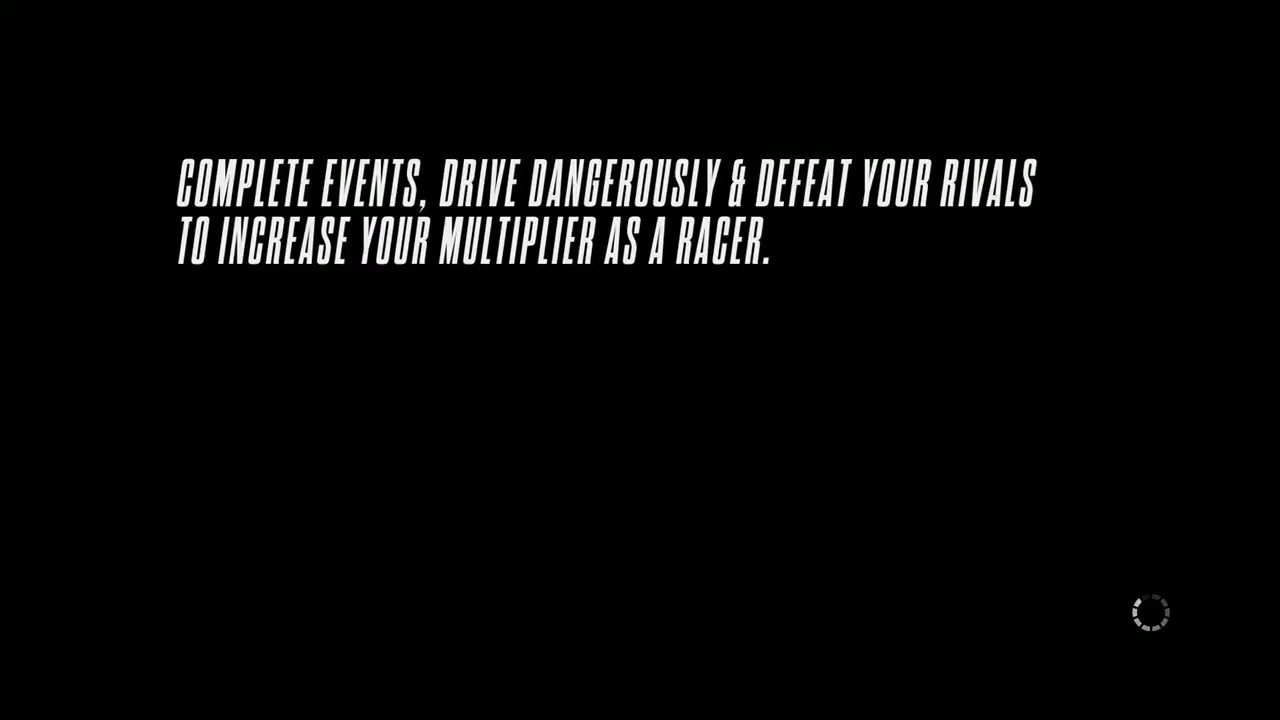 COMPLETE EVENTS, DRIVE DANGEROUSLY & DEFEAT YOUR RIVALS
TO INCREASE YOUR MULTIPLIER AS A RACER.